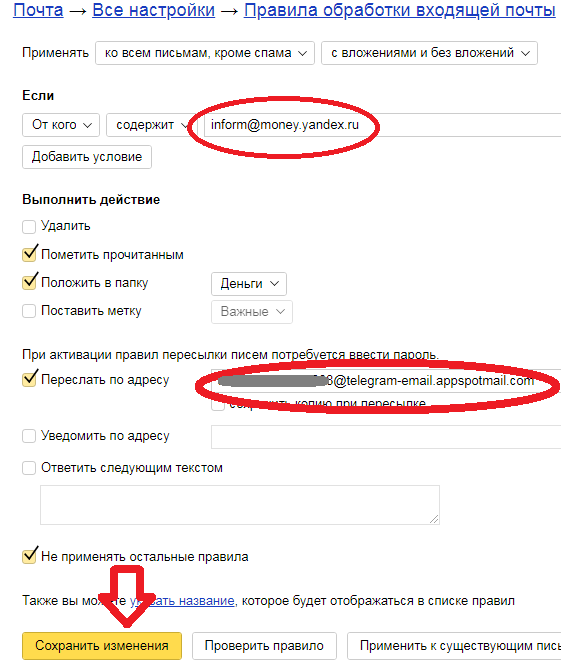 Почта → Все настройки → Правила обработки входящей почты
Применять ко всем письмам, кроме спама с вложениями и без вложений
Если
От кого содержит inform@money.yandex.ru
Добавить условие
Выполнить действие
Удалить
Пометить прочитанным
Положить в папку Деньги
Поставить метку Важные
При активации правил пересылки писем потребуется ввести пароль.
Переслать по адресу 8@telegram-email.appspotmail.com
сохранить копию при пересылке
Уведомить по адресу
Ответить следующим текстом
Не применять остальные правила
Также вы можете указать название, которое будет отображаться в списке правил
Сохранить изменения Проверить правило Применить к существующим пись